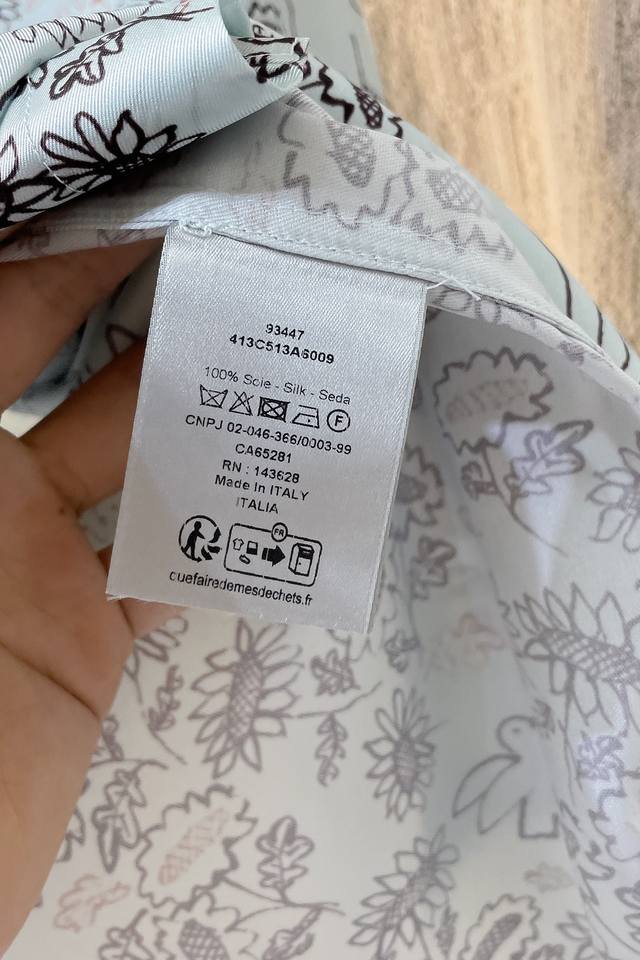 93447
413C513A6009
100% Soie - Silk - Seda
F
CNPJ 02-046-366/0003-99
CA65281
RN : 143628
Made In ITALY
ITALIA
FR
quefairedemesdechets.fr